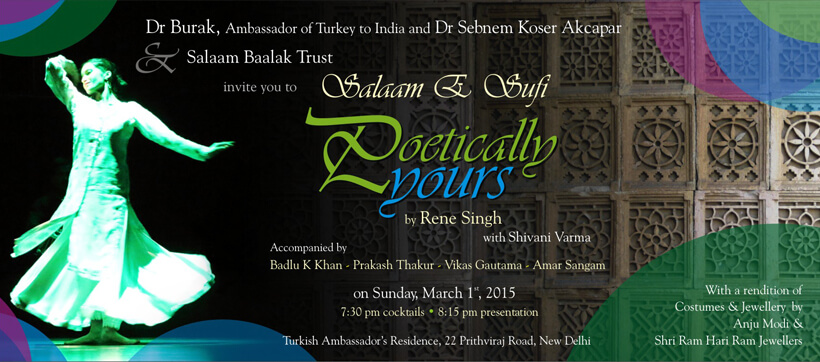 Dr Burak, Ambassador of Turkey to India and Dr Sebnem Koser Akcapar
& Salaam Baalak Trust
invite you to Salaam E Sufi
Poetically
yours
by Rene Singh
with Shivani Varma
Accompanied by
Badlu K Khan - Prakash Thakur - Vikas Gautama - Amar Sangam
on Sunday, March 1st, 2015
7:30 pm cocktails • 8:15 pm presentation
Turkish Ambassador's Residence, 22 Prithviraj Road, New Delhi
With a rendition of
Costumes & Jewellery by
Anju Modi &
Shri Ram Hari Ram Jewellers